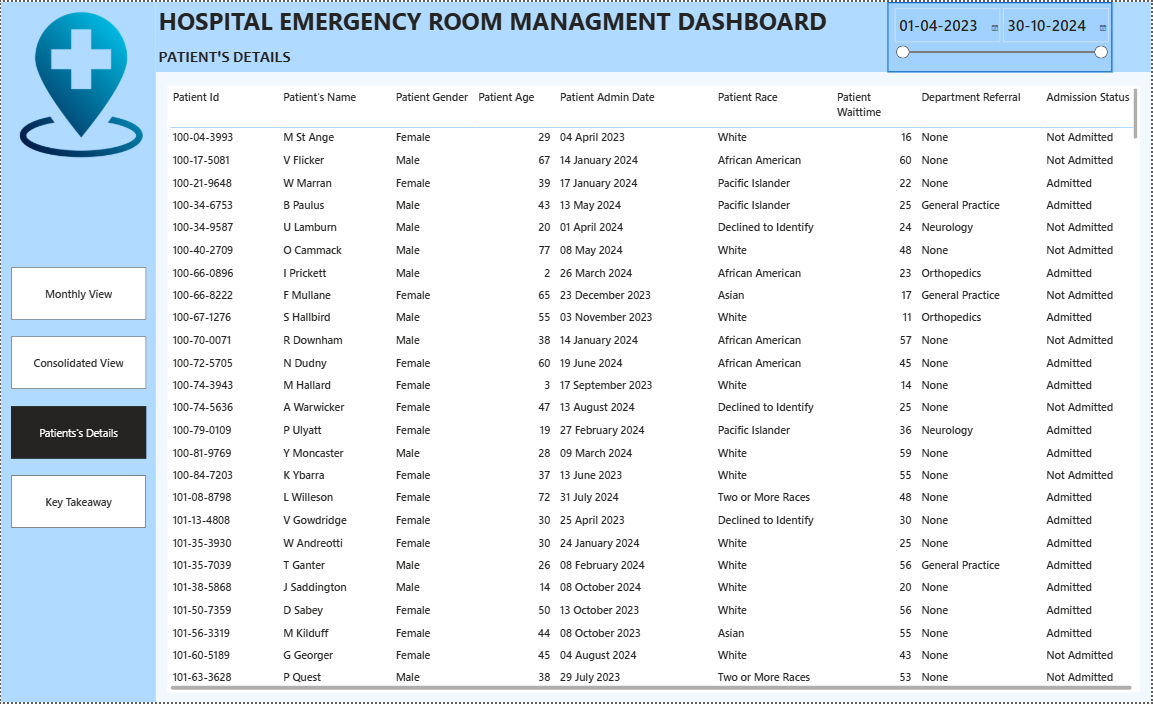 HOSPITAL EMERGENCY ROOM MANAGMENT DASHBOARD
01-04-2023 30-10-2024
PATIENT'S DETAILS
Patient Id Patient's Name Patient Gender Patient Age Patient Admin Date Patient Race Patient Waittime Department Referral Admission Status
100-04-3993 M St Ange Female 29 04 April 2023 White 16 None Not Admitted
100-17-5081 V Flicker Male 67 14 January 2024 African American 60 None Not Admitted
100-21-9648 W Marran Female 39 17 January 2024 Pacific Islander 22 None Admitted
100-34-6753 B Paulus Male 43 13 May 2024 Pacific Islander 25 General Practice Admitted
100-34-9587 U Lamburn Male 20 01 April 2024 Declined to Identify 24 Neurology Not Admitted
100-40-2709 O Cammack Male 77 08 May 2024 White 48 None Not Admitted
100-66-0896 I Prickett Male 2 26 March 2024 African American 23 Orthopedics Admitted
100-66-8222 F Mullane Female 65 23 December 2023 Asian 17 General Practice Not Admitted
100-67-1276 S Hallbird Male 55 03 November 2023 White 11 Orthopedics Admitted
100-70-0071 R Downham Male 38 14 January 2024 African American 57 None Not Admitted
100-72-5705 N Dudny Female 60 19 June 2024 African American 45 None Admitted
100-74-3943 M Hallard Female 3 17 September 2023 White 14 None Admitted
100-74-5636 A Warwicker Female 47 13 August 2024 Declined to Identify 25 None Not Admitted
100-79-0109 P Ulyatt Female 19 27 February 2024 Pacific Islander 36 Neurology Admitted
100-81-9769 Y Moncaster Male 28 09 March 2024 White 59 None Admitted
100-84-7203 K Ybarra Female 37 13 June 2023 White 55 None Not Admitted
101-08-8798 L Willeson Female 72 31 July 2024 Two or More Races 48 None Admitted
101-13-4808 V Gowdridge Female 30 25 April 2023 Declined to Identify 30 None Admitted
101-35-3930 W Andreotti Female 30 24 January 2024 White 25 None Admitted
101-35-7039 T Ganter Male 26 08 February 2024 White 56 General Practice Admitted
101-38-5868 J Saddington Male 14 08 October 2024 White 20 None Admitted
101-50-7359 D Sabey Female 50 13 October 2023 White 56 None Admitted
101-56-3319 M Kilduff Female 44 08 October 2023 Asian 55 None Admitted
101-60-5189 G Georger Female 45 04 August 2024 White 43 None Not Admitted
101-63-3628 P Quest Male 38 29 July 2023 Two or More Races 53 None Not Admitted
Monthly View
Consolidated View
Patients's Details
Key Takeaway